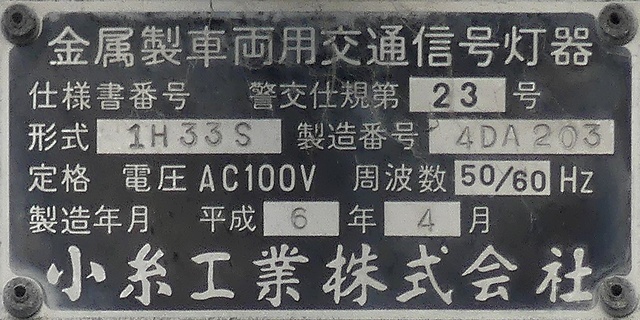 金属製車両用交通信号灯器
仕様書番号 警交仕規第 23 号
形式 1H33S 製造番号 4DA203
定格 電圧 AC100V 周波数 50/60 Hz
製造年月 平成 6 年 4 月
小糸工業株式会社